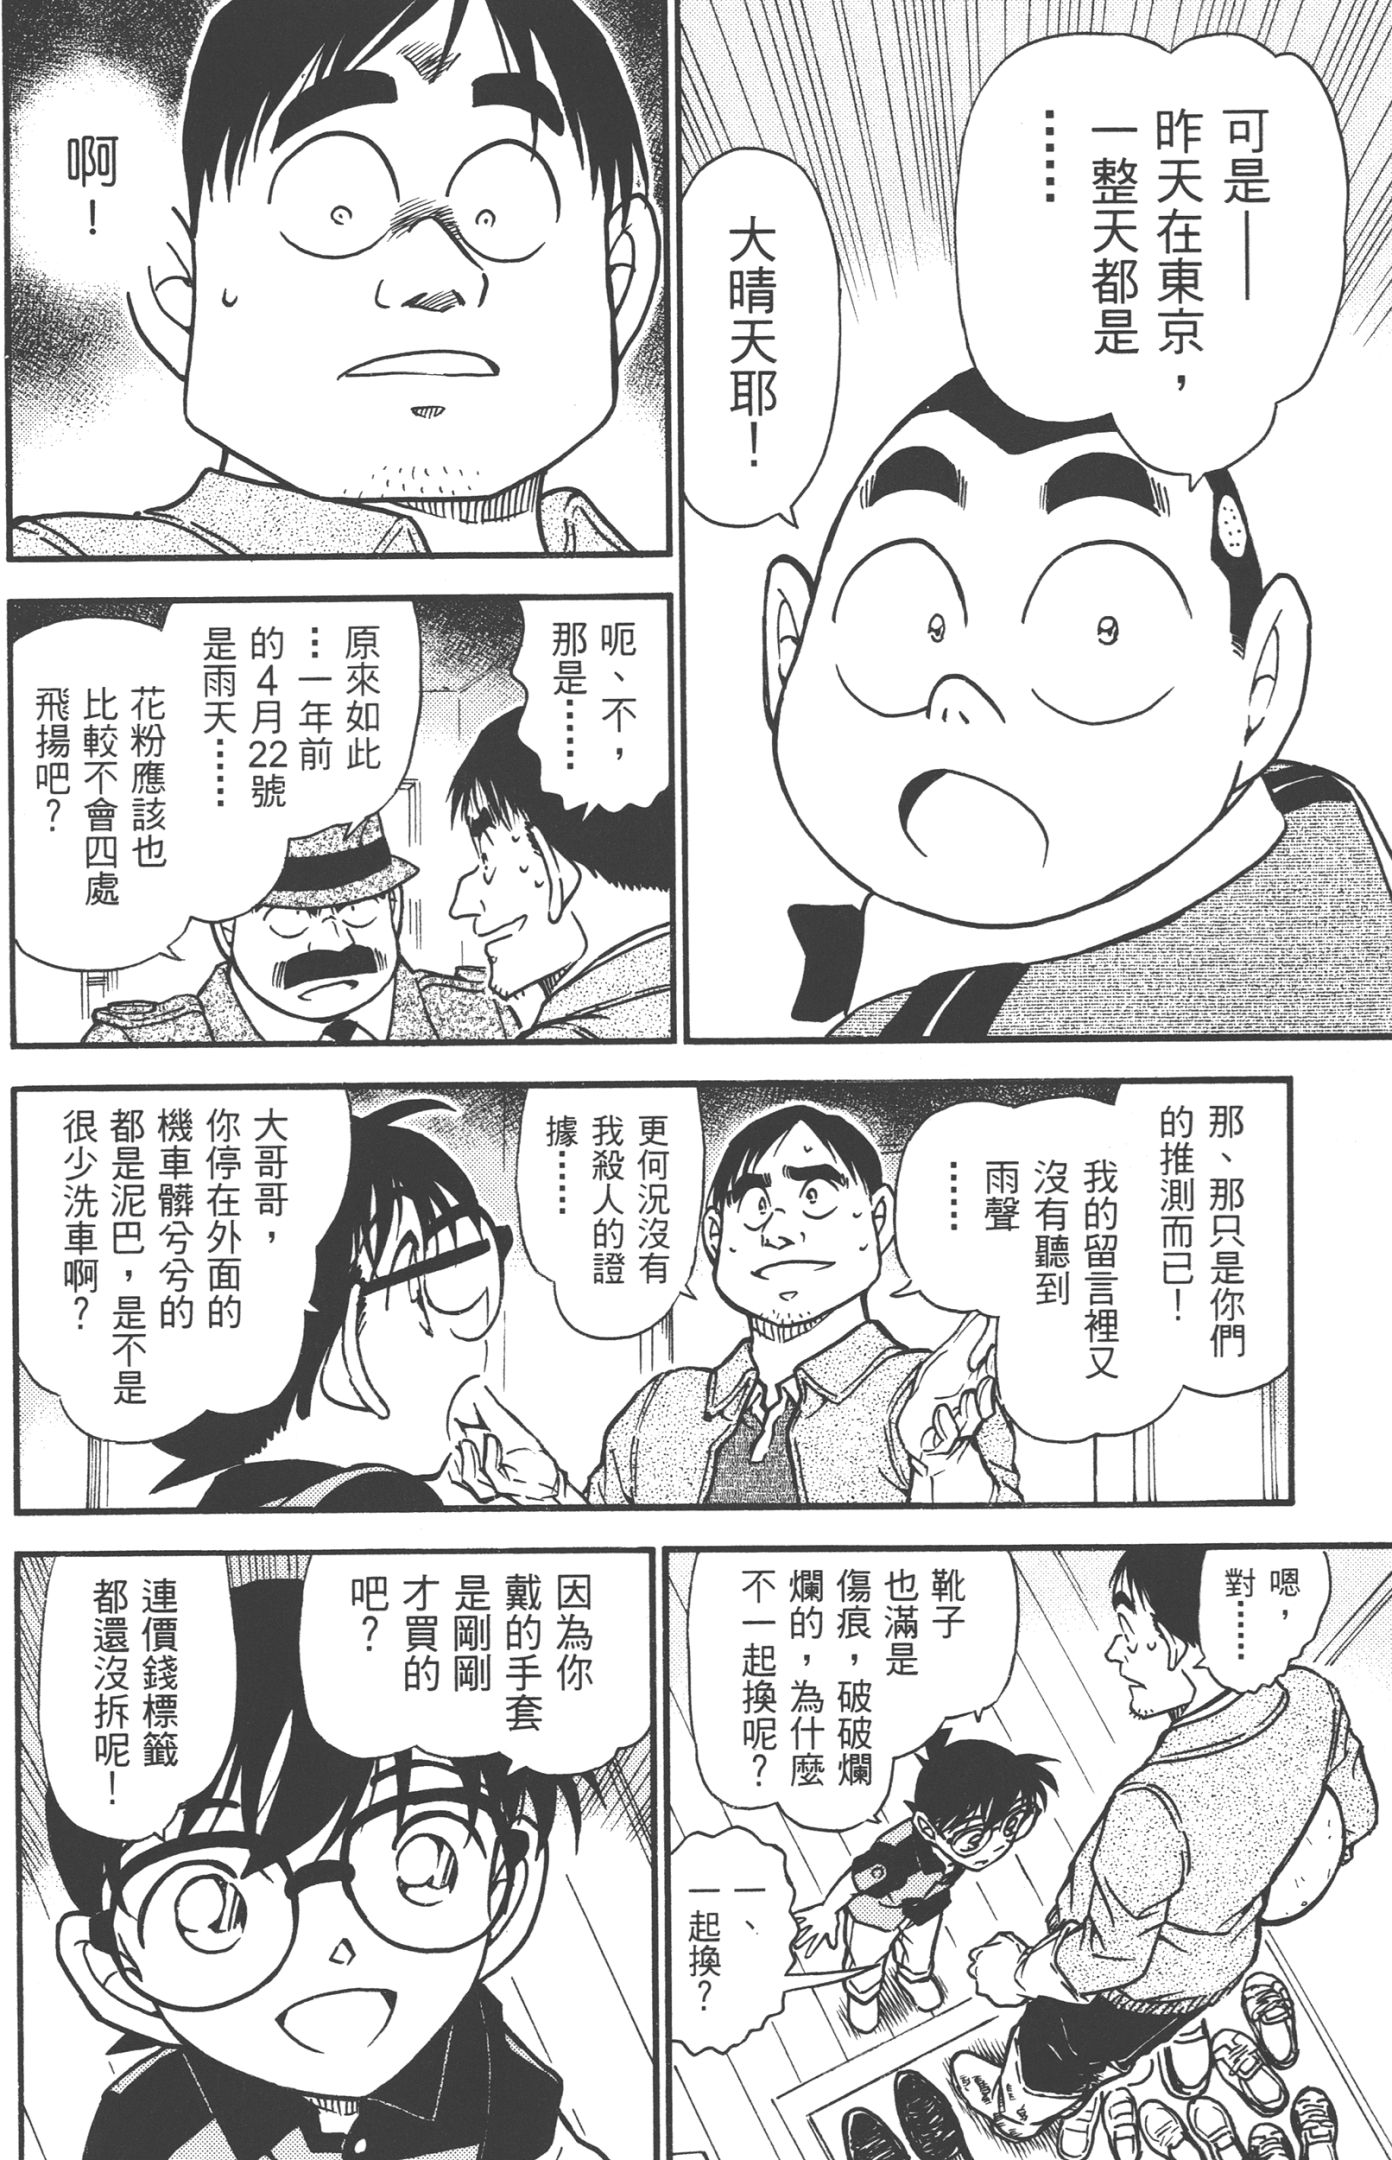 可是——
昨天在東京，
一整天都是
……
大晴天耶！
啊！
呃、不，
那是……
原來如此
…一年前
的4月22號
是雨天……
花粉應該也
比較不會四處
飛揚吧？
那、那只是你們
的推測而已！
我的留言裡又
沒有聽到
雨聲
……
更何況沒有
我殺人的證
據……
大哥哥，
你停在外面的
機車髒兮兮的
都是泥巴，是不是
很少洗車啊？
嗯，
對……
靴子
也滿是
傷痕，破破爛
爛的，為什麼
不一起換呢？
一、
一起換？
因為你
戴的手套
是剛剛
才買的
吧？
連價錢標籤
都還沒拆呢！